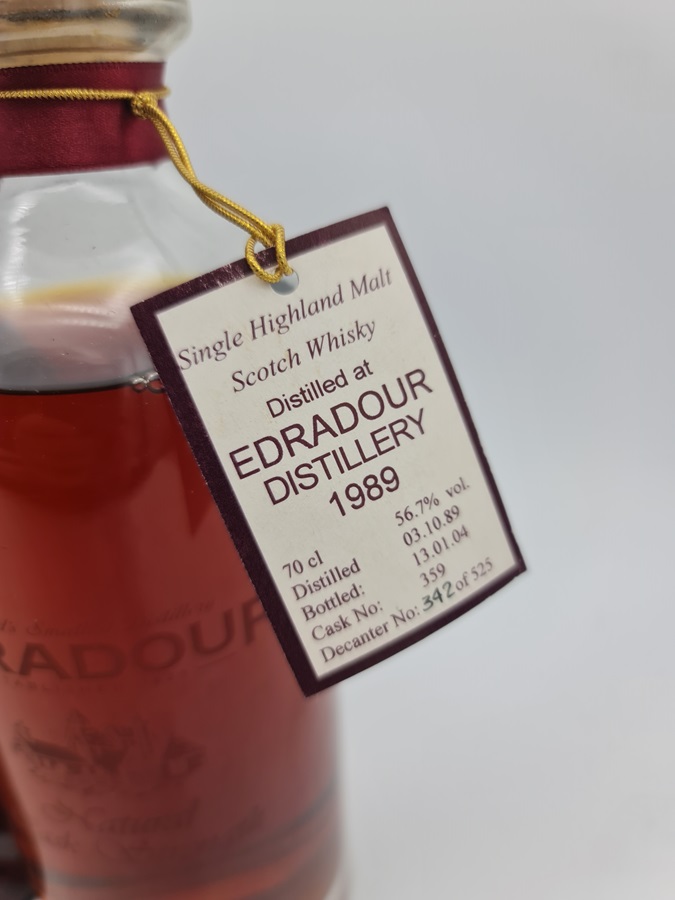 Single Highland Malt
Scotch Whisky
Distilled at
EDRADOUR
DISTILLERY
1989
70 cl 56.7% vol.
Distilled 03.10.89
Bottled: 13.01.04
Cask No: 359
Decanter No: 342 of 525
RADOUR
Natural